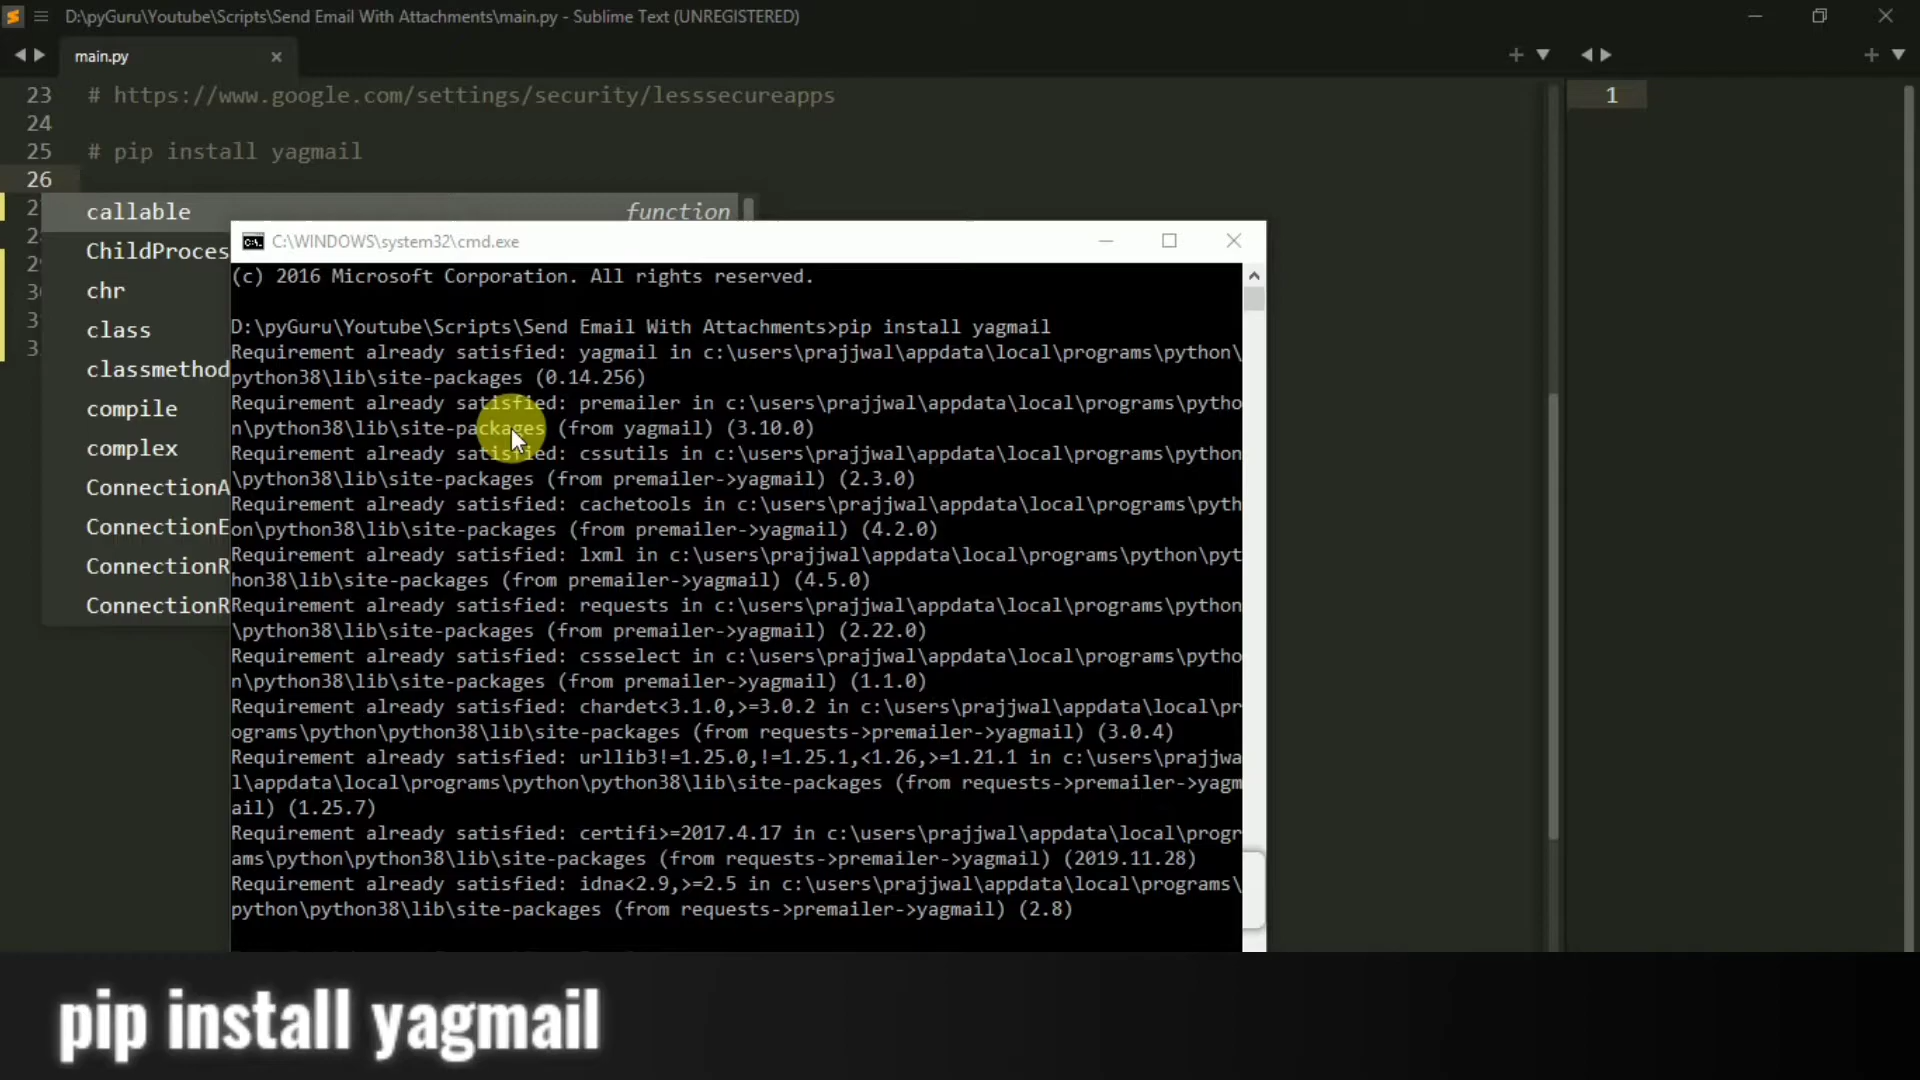 D:\pyGuru\Youtube\Scripts\Send Email With Attachments\main.py - Sublime Text (UNREGISTERED)
main.py
23 # https://www.google.com/settings/security/lesssecureapps
24
25 # pip install yagmail
26
1
callable function
ChildProces
chr
class
classmethod
compile
complex
ConnectionA
ConnectionE
ConnectionR
ConnectionR
C:\WINDOWS\system32\cmd.exe
(c) 2016 Microsoft Corporation. All rights reserved.
D:\pyGuru\Youtube\Scripts\Send Email With Attachments>pip install yagmail
Requirement already satisfied: yagmail in c:\users\prajjwal\appdata\local\programs\python\
python38\lib\site-packages (0.14.256)
Requirement already satisfied: premailer in c:\users\prajjwal\appdata\local\programs\pytho
n\python38\lib\site-packages (from yagmail) (3.10.0)
Requirement already satisfied: cssutils in c:\users\prajjwal\appdata\local\programs\python
\python38\lib\site-packages (from premailer->yagmail) (2.3.0)
Requirement already satisfied: cachetools in c:\users\prajjwal\appdata\local\programs\pyth
on\python38\lib\site-packages (from premailer->yagmail) (4.2.0)
Requirement already satisfied: lxml in c:\users\prajjwal\appdata\local\programs\python\pyt
hon38\lib\site-packages (from premailer->yagmail) (4.5.0)
Requirement already satisfied: requests in c:\users\prajjwal\appdata\local\programs\python
\python38\lib\site-packages (from premailer->yagmail) (2.22.0)
Requirement already satisfied: cssselect in c:\users\prajjwal\appdata\local\programs\pytho
n\python38\lib\site-packages (from premailer->yagmail) (1.1.0)
Requirement already satisfied: chardet<3.1.0,>=3.0.2 in c:\users\prajjwal\appdata\local\pr
ograms\python\python38\lib\site-packages (from requests->premailer->yagmail) (3.0.4)
Requirement already satisfied: urllib3!=1.25.0,!=1.25.1,<1.26,>=1.21.1 in c:\users\prajjwa
l\appdata\local\programs\python\python38\lib\site-packages (from requests->premailer->yagm
ail) (1.25.7)
Requirement already satisfied: certifi>=2017.4.17 in c:\users\prajjwal\appdata\local\progr
ams\python\python38\lib\site-packages (from requests->premailer->yagmail) (2019.11.28)
Requirement already satisfied: idna<2.9,>=2.5 in c:\users\prajjwal\appdata\local\programs\
python\python38\lib\site-packages (from requests->premailer->yagmail) (2.8)
pip install yagmail